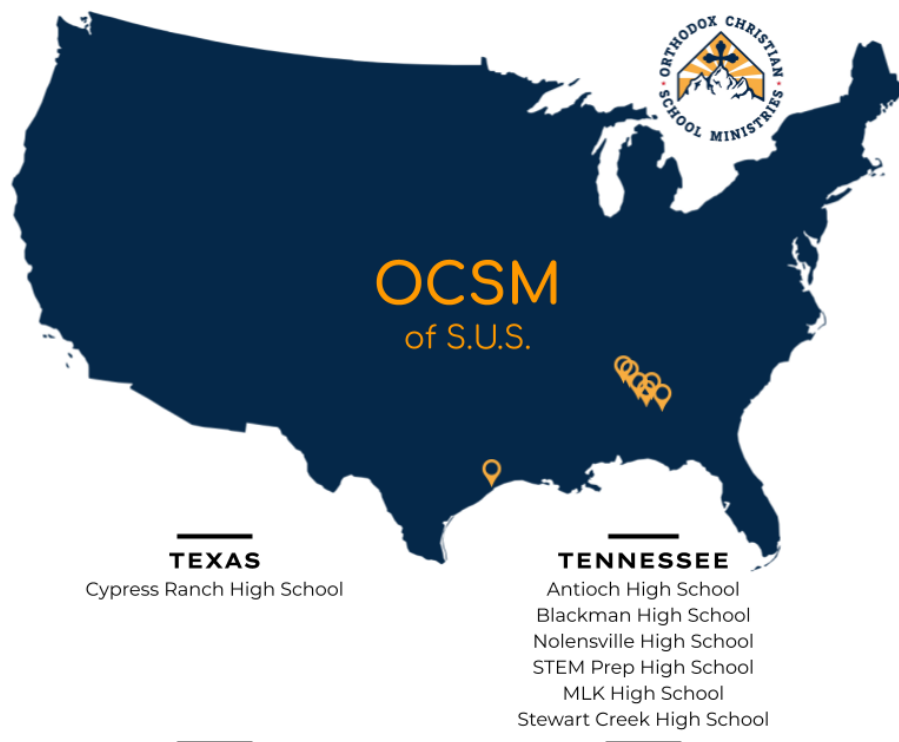 ORTHODOX CHRISTIAN
SCHOOL MINISTRIES
OCSM
of S.U.S.
TEXAS
Cypress Ranch High School
TENNESSEE
Antioch High School
Blackman High School
Nolensville High School
STEM Prep High School
MLK High School
Stewart Creek High School